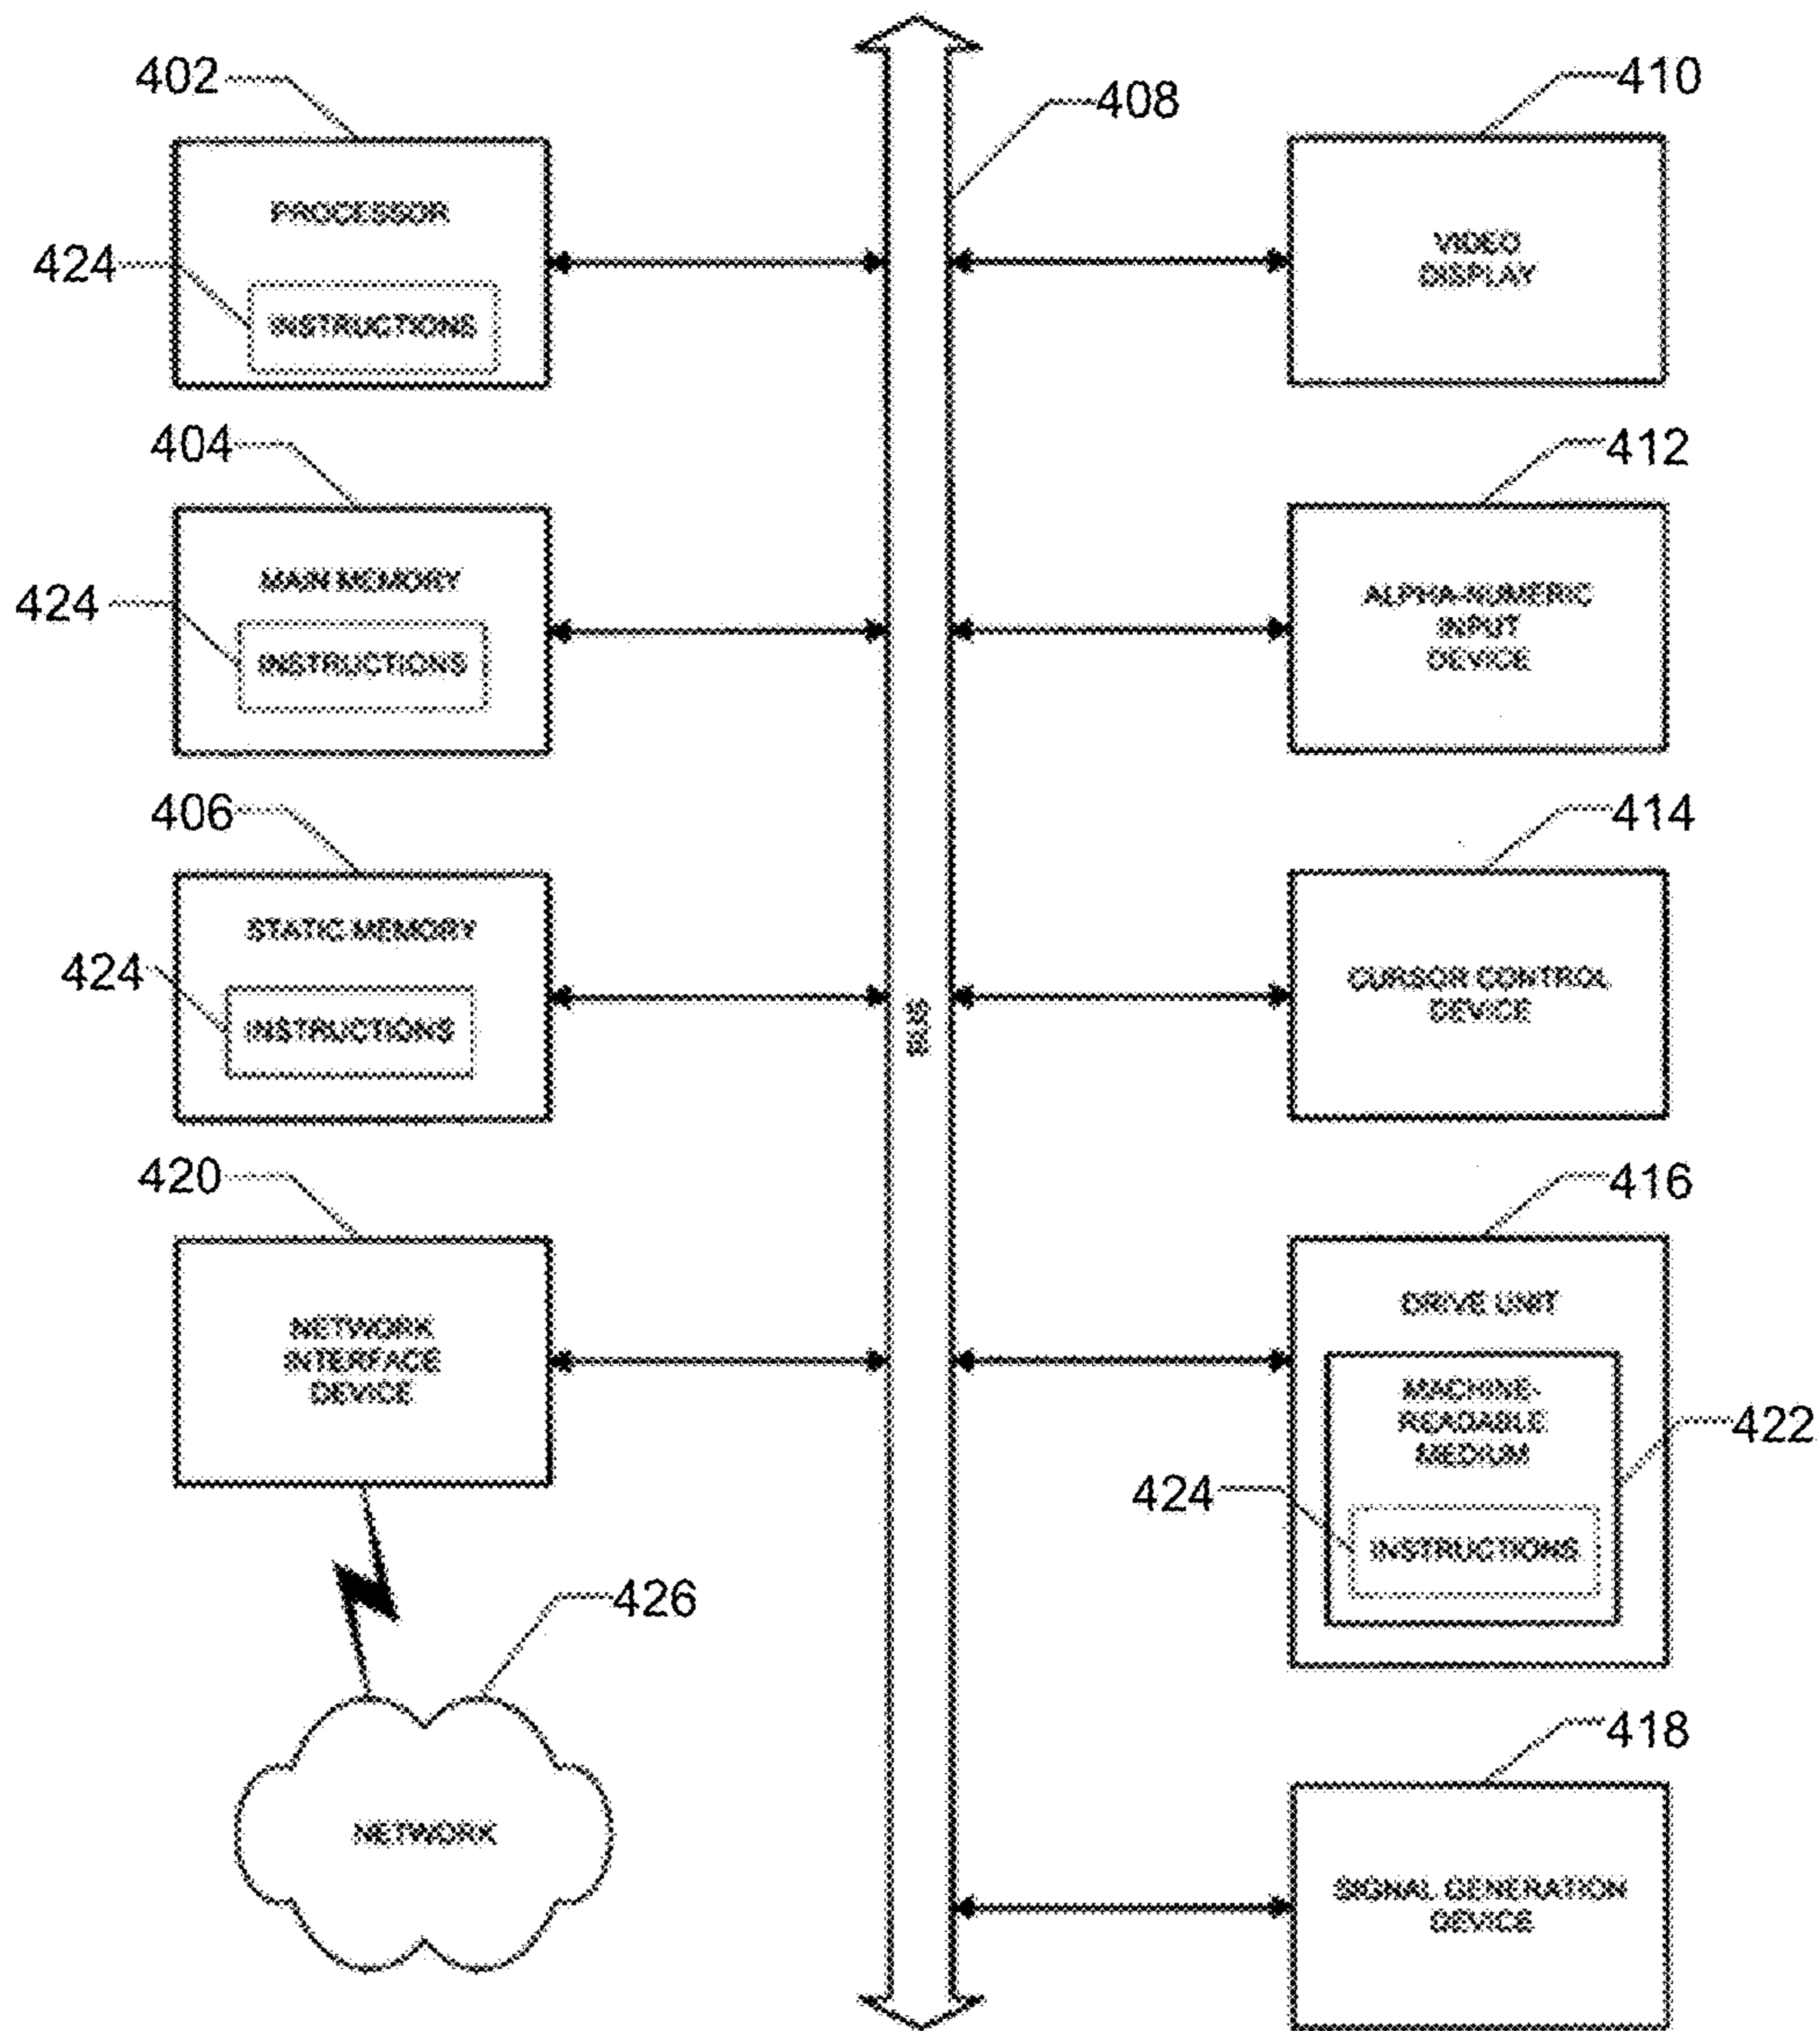 402
PROCESSOR
424
INSTRUCTIONS
404
MAIN MEMORY
424
INSTRUCTIONS
406
STATIC MEMORY
424
INSTRUCTIONS
420
NETWORK
INTERFACE
DEVICE
426
NETWORK
408
BUS
410
VIDEO
DISPLAY
412
ALPHA-NUMERIC
INPUT
DEVICE
414
CURSOR CONTROL
DEVICE
416
DRIVE UNIT
MACHINE-
READABLE
MEDIUM
422
424
INSTRUCTIONS
418
SIGNAL GENERATION
DEVICE